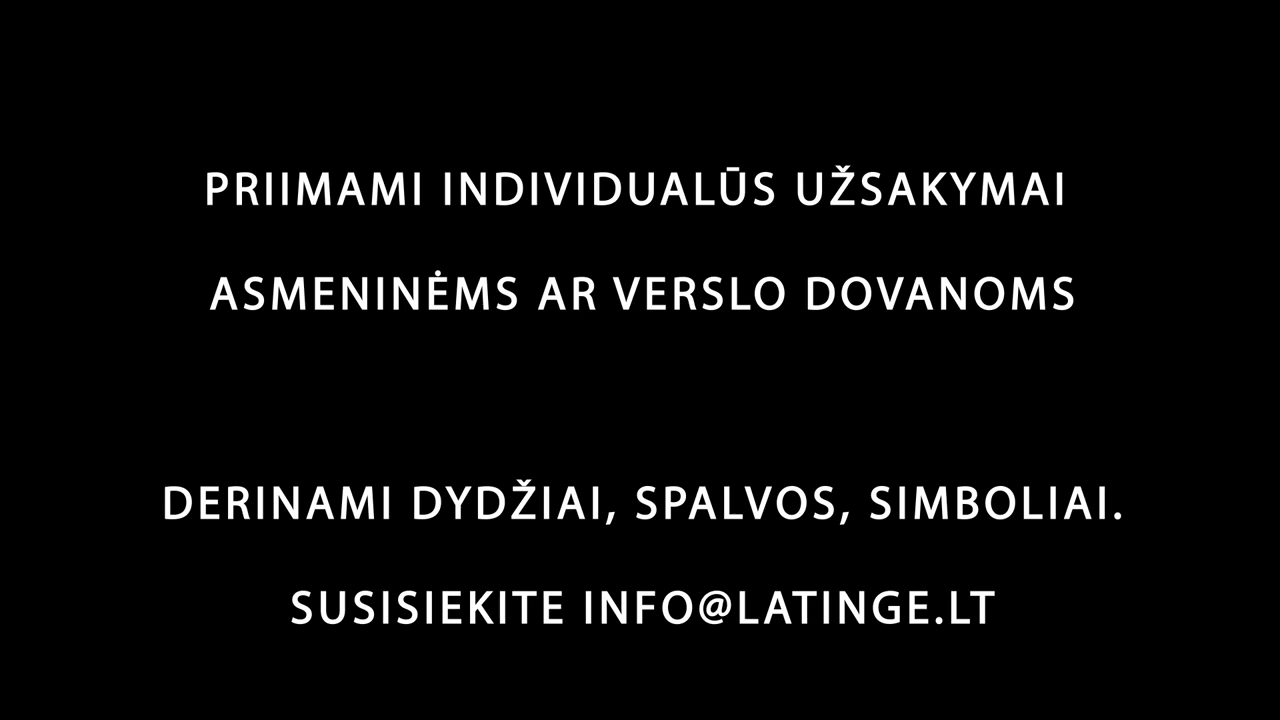 PRIIMAMI INDIVIDUALŪS UŽSAKYMAI
ASMENINĖMS AR VERSLO DOVANOMS
DERINAMI DYDŽIAI, SPALVOS, SIMBOLIAI.
SUSISIEKITE INFO@LATINGE.LT